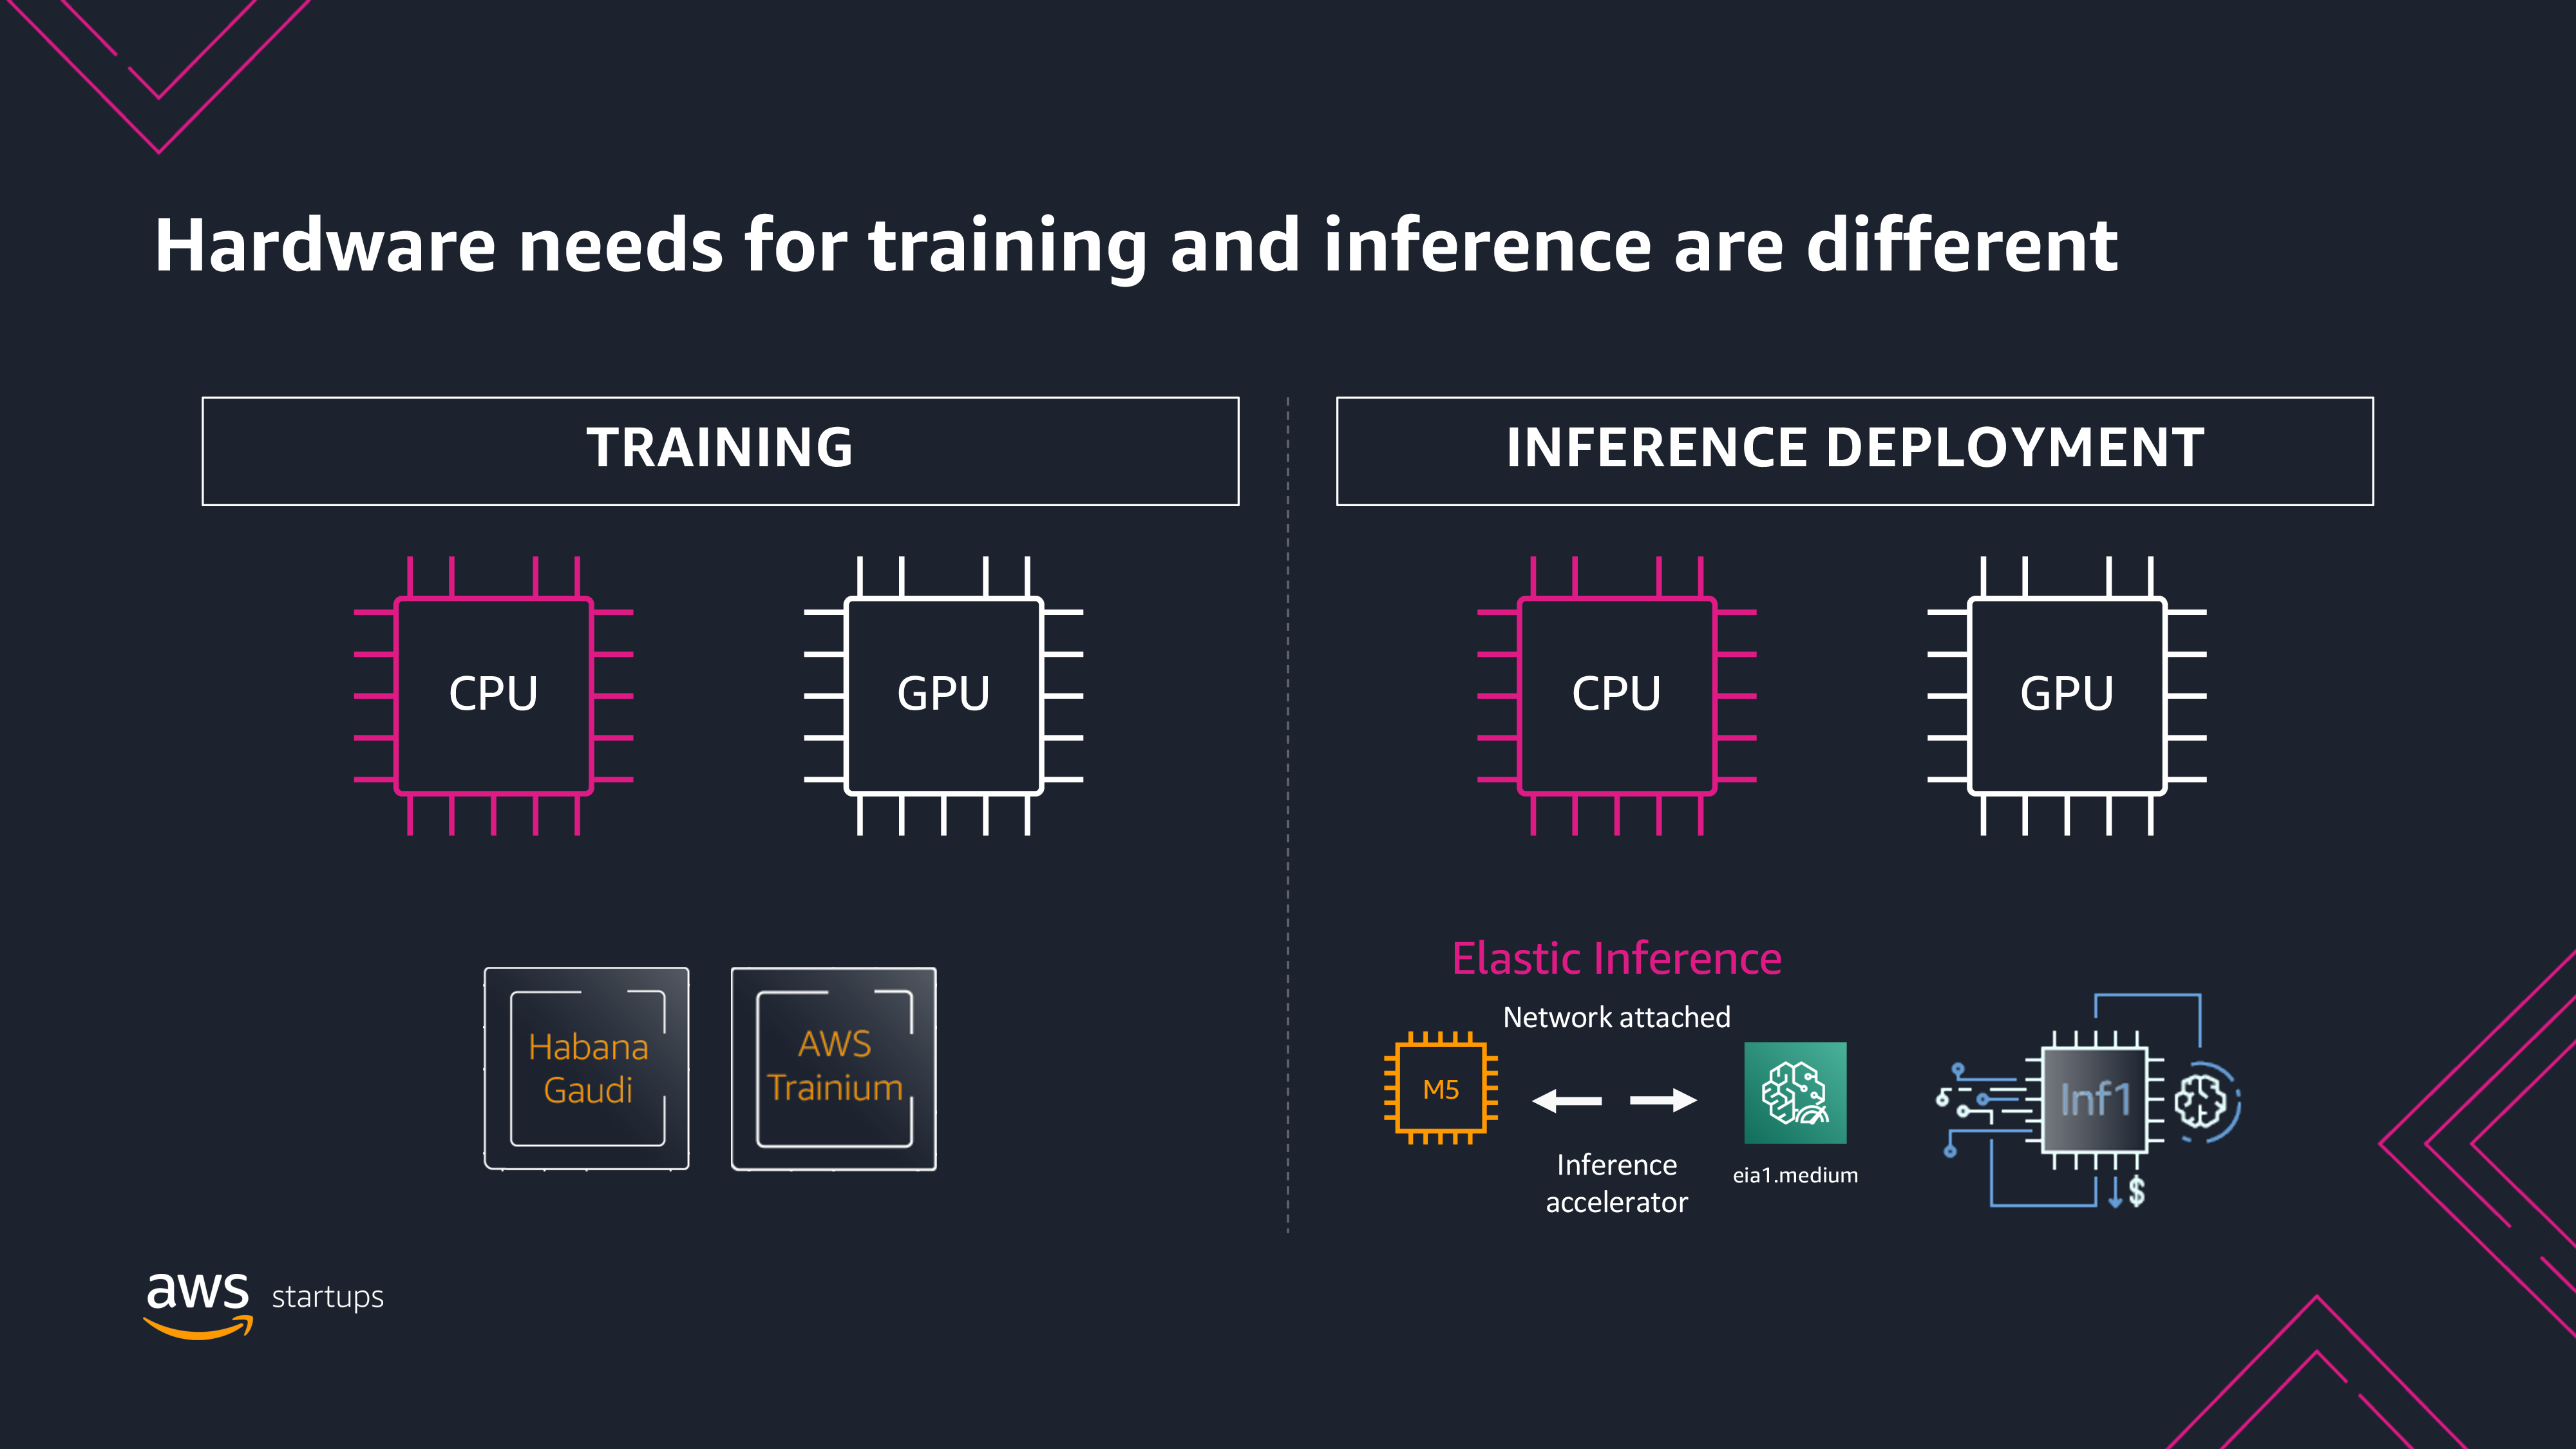 Hardware needs for training and inference are different
TRAINING
CPU
GPU
Habana
Gaudi
AWS
Trainium
INFERENCE DEPLOYMENT
CPU
GPU
Elastic Inference
Network attached
M5
Inference
accelerator
eia1.medium
Inf1
$
aws startups